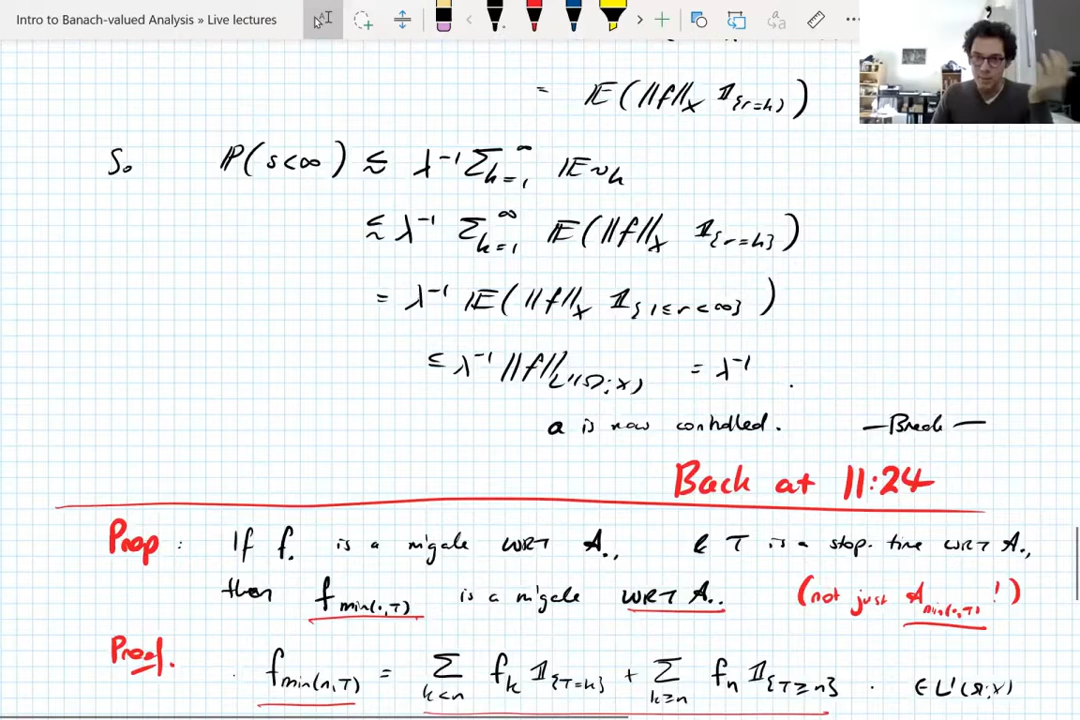 Intro to Banach-valued Analysis » Live lectures
= 𝔼(‖f‖_X 𝟙_{r=k})
So ℙ(s<∞) ≲ λ⁻¹ Σ_{k=1}^∞ 𝔼 v_k
≲ λ⁻¹ Σ_{k=1}^∞ 𝔼(‖f‖_X 𝟙_{r=k})
= λ⁻¹ 𝔼(‖f‖_X 𝟙_{1≤r<∞})
≤ λ⁻¹ ‖f‖_{L¹(Ω;X)} = λ⁻¹.
a is now controlled. —Break—
Back at 11:24
Prop: If f. is a m'gale WRT A., & T is a stop. time WRT A.,
then f_{min(•,T)} is a m'gale WRT A.. (not just A_{min(•,T)}!)
Proof. f_{min(n,T)} = Σ_{k<n} f_k 𝟙_{T=k} + Σ_{k≥n} f_n 𝟙_{T≥n}. ∈ L¹(Ω;X)